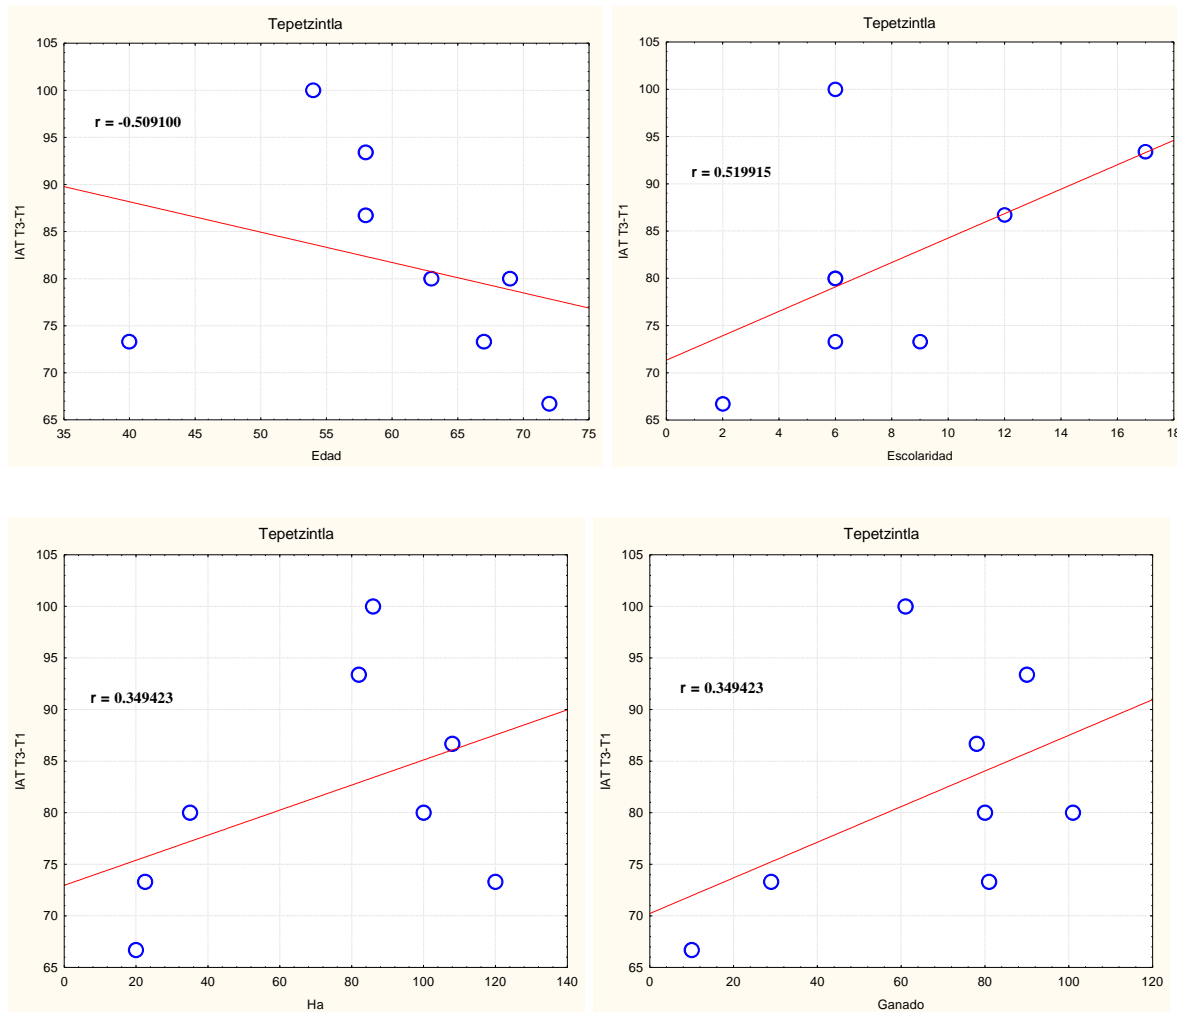 Tepetzintla
105
100
95
90
85
80
75
70
65
IAT T3-T1
r = -0.509100
35 40 45 50 55 60 65 70 75
Edad
Tepetzintla
105
100
95
90
85
80
75
70
65
IAT T3-T1
r = 0.519915
0 2 4 6 8 10 12 14 16 18
Escolaridad
Tepetzintla
105
100
95
90
85
80
75
70
65
IAT T3-T1
r = 0.349423
0 20 40 60 80 100 120 140
Ha
Tepetzintla
105
100
95
90
85
80
75
70
65
IAT T3-T1
r = 0.349423
0 20 40 60 80 100 120
Ganado